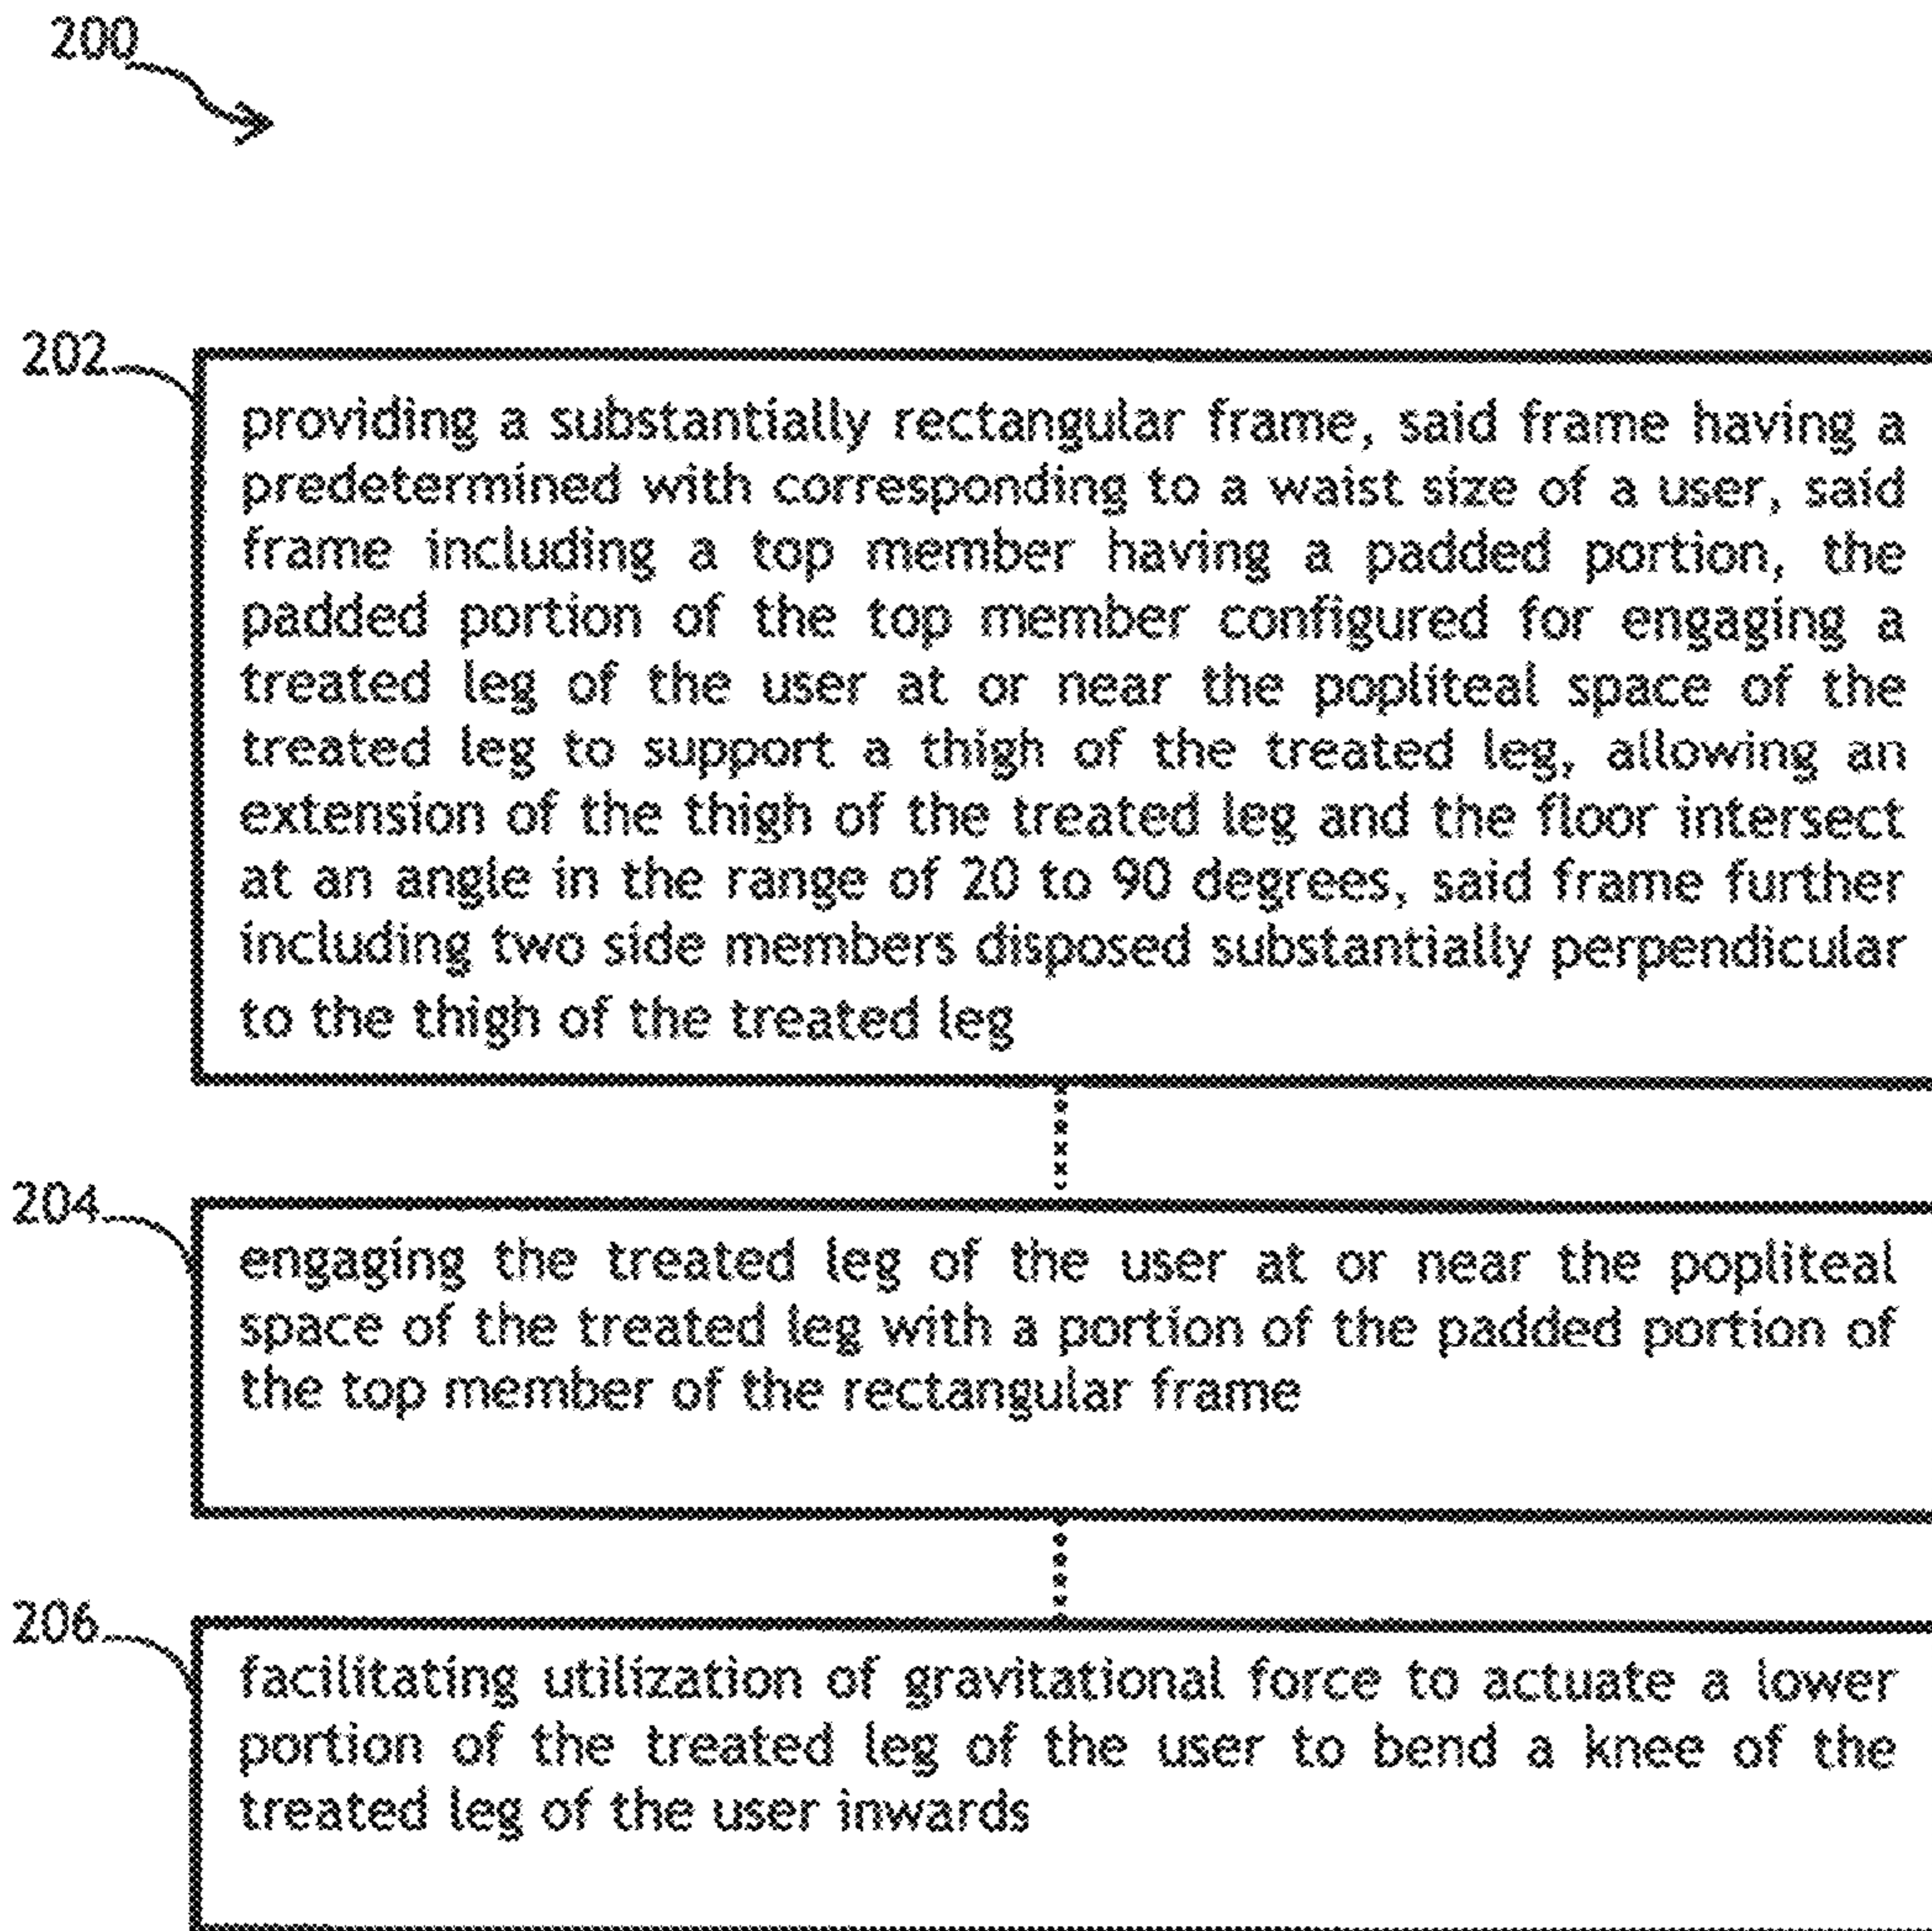 200
202
providing a substantially rectangular frame, said frame having a
predetermined with corresponding to a waist size of a user, said
frame including a top member having a padded portion, the
padded portion of the top member configured for engaging a
treated leg of the user at or near the popliteal space of the
treated leg to support a thigh of the treated leg, allowing an
extension of the thigh of the treated leg and the floor intersect
at an angle in the range of 20 to 90 degrees, said frame further
including two side members disposed substantially perpendicular
to the thigh of the treated leg
204
engaging the treated leg of the user at or near the popliteal
space of the treated leg with a portion of the padded portion of
the top member of the rectangular frame
206
facilitating utilization of gravitational force to actuate a lower
portion of the treated leg of the user to bend a knee of the
treated leg of the user inwards